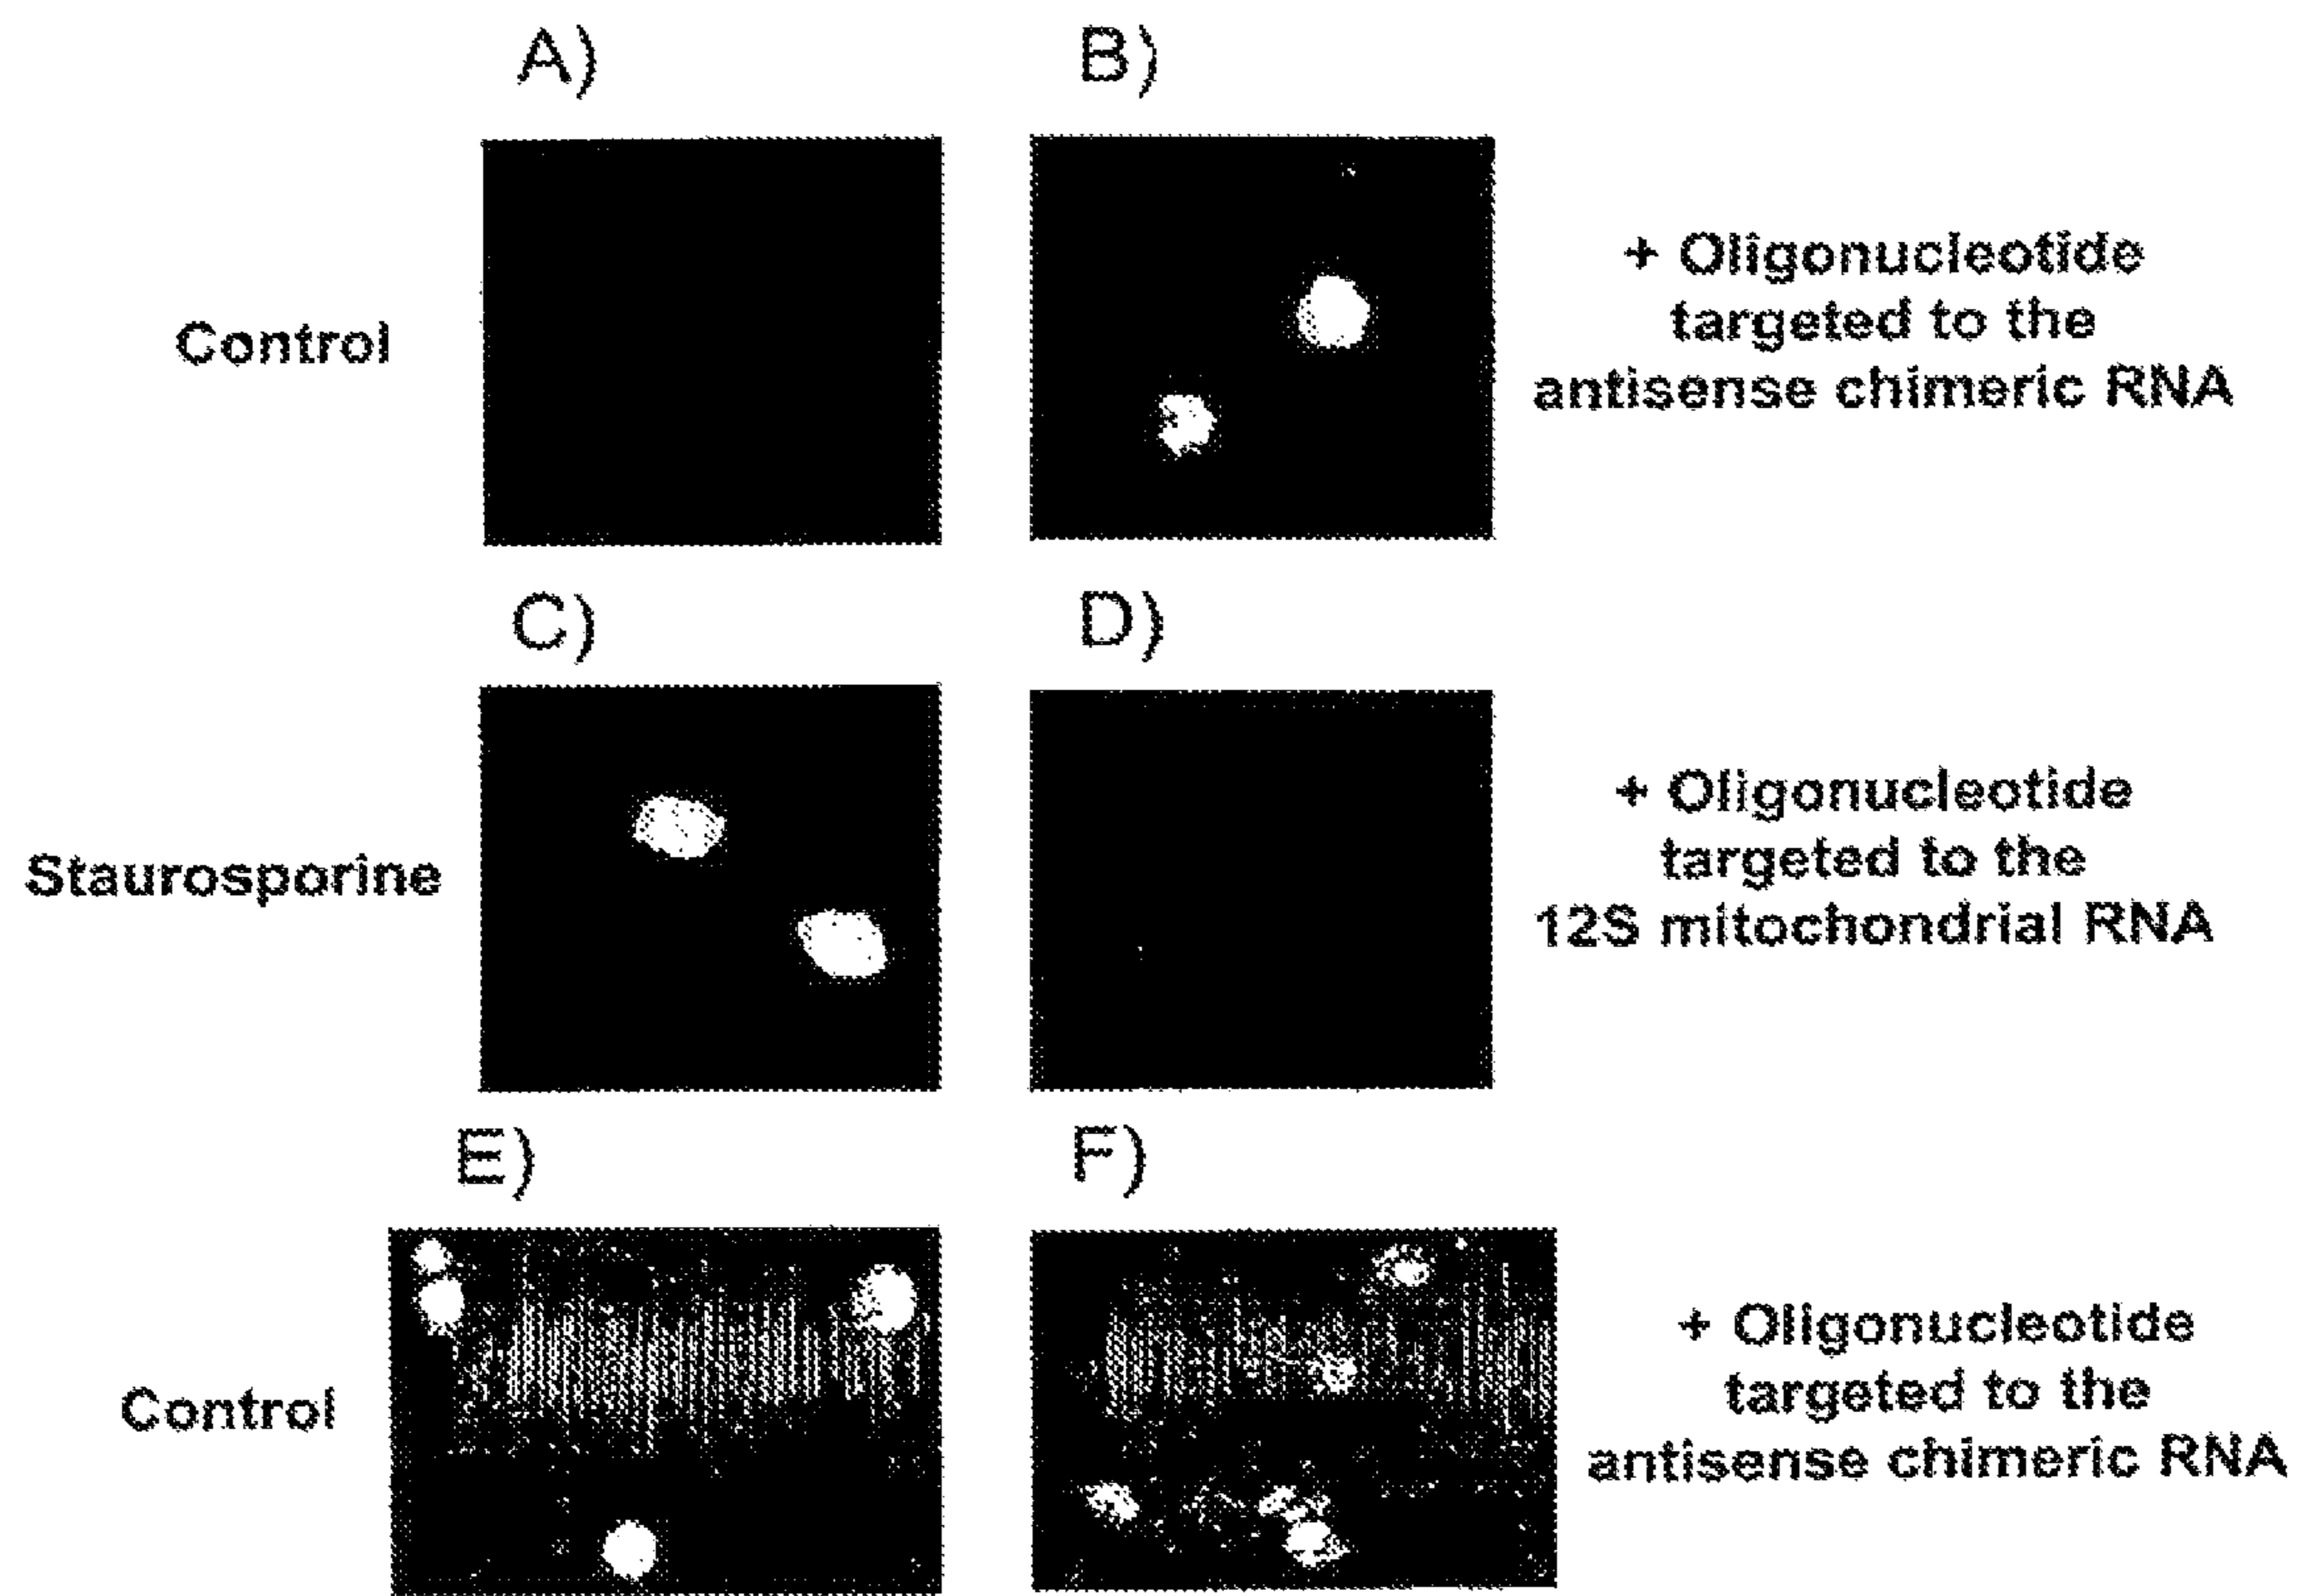 A)
B)
Control
+ Oligonucleotide
targeted to the
antisense chimeric RNA
C)
D)
Staurosporine
+ Oligonucleotide
targeted to the
12S mitochondrial RNA
E)
F)
Control
+ Oligonucleotide
targeted to the
antisense chimeric RNA